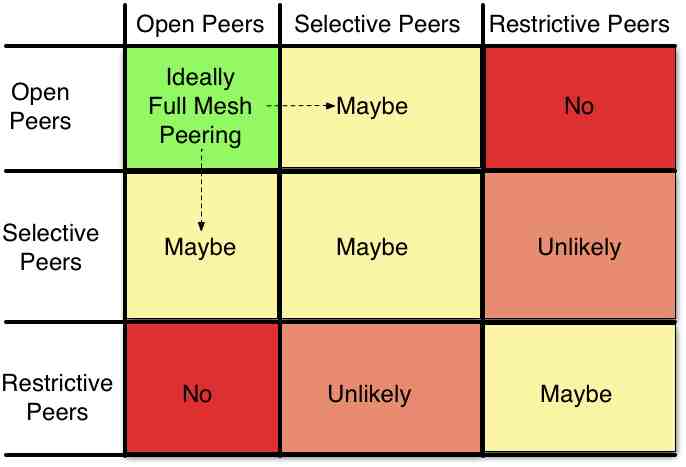 Open Peers Selective Peers Restrictive Peers
Open
Peers
Ideally
Full Mesh
Peering
Maybe
No
Selective
Peers
Maybe
Maybe
Unlikely
Restrictive
Peers
No
Unlikely
Maybe